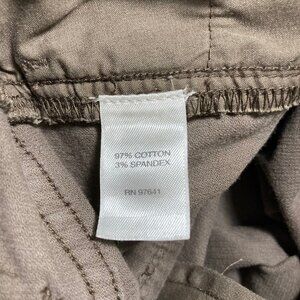 97% COTTON
3% SPANDEX
RN 97641